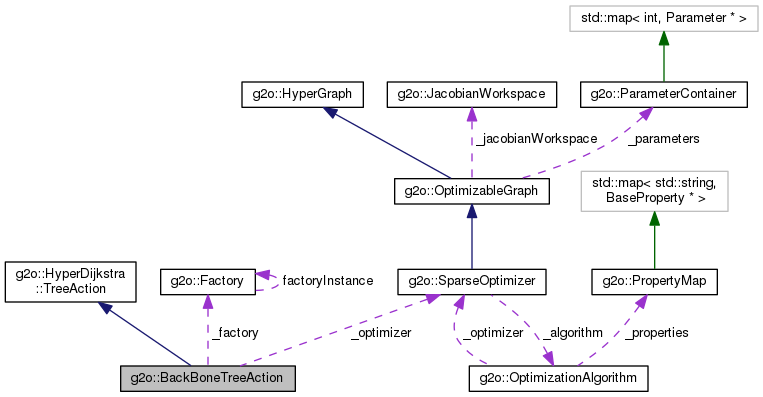 std::map< int, Parameter * >
g2o::HyperGraph
g2o::JacobianWorkspace
g2o::ParameterContainer
_jacobianWorkspace
_parameters
g2o::OptimizableGraph
std::map< std::string,
BaseProperty * >
g2o::HyperDijkstra
::TreeAction
g2o::Factory
factoryInstance
g2o::SparseOptimizer
g2o::PropertyMap
_factory
_optimizer
_optimizer
_algorithm
_properties
g2o::BackBoneTreeAction
g2o::OptimizationAlgorithm